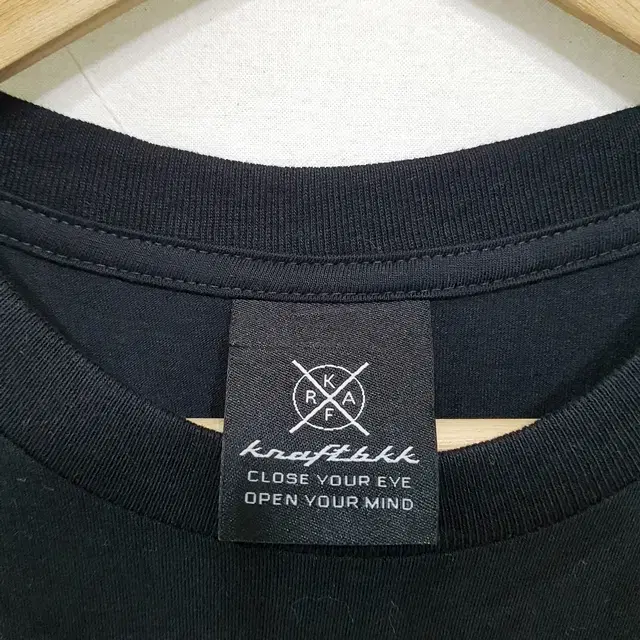 K
R A
F
kraftbkk
CLOSE YOUR EYE
OPEN YOUR MIND